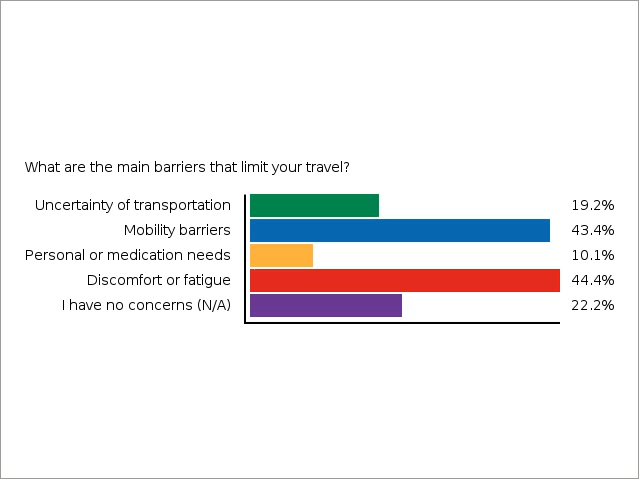 What are the main barriers that limit your travel?
Uncertainty of transportation 19.2%
Mobility barriers 43.4%
Personal or medication needs 10.1%
Discomfort or fatigue 44.4%
I have no concerns (N/A) 22.2%